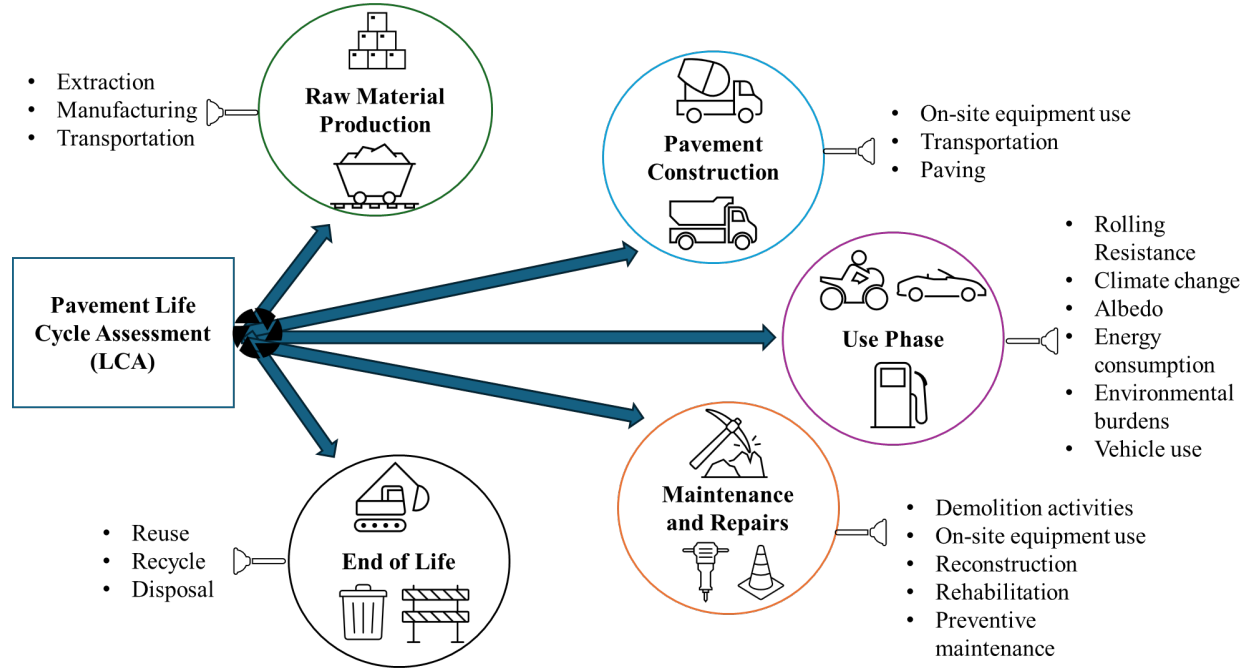 Pavement Life
Cycle Assessment
(LCA)
• Extraction
• Manufacturing
• Transportation
Raw Material
Production
Pavement
Construction
• On-site equipment use
• Transportation
• Paving
Use Phase
• Rolling
Resistance
• Climate change
• Albedo
• Energy
consumption
• Environmental
burdens
• Vehicle use
Maintenance
and Repairs
• Demolition activities
• On-site equipment use
• Reconstruction
• Rehabilitation
• Preventive
maintenance
End of Life
• Reuse
• Recycle
• Disposal